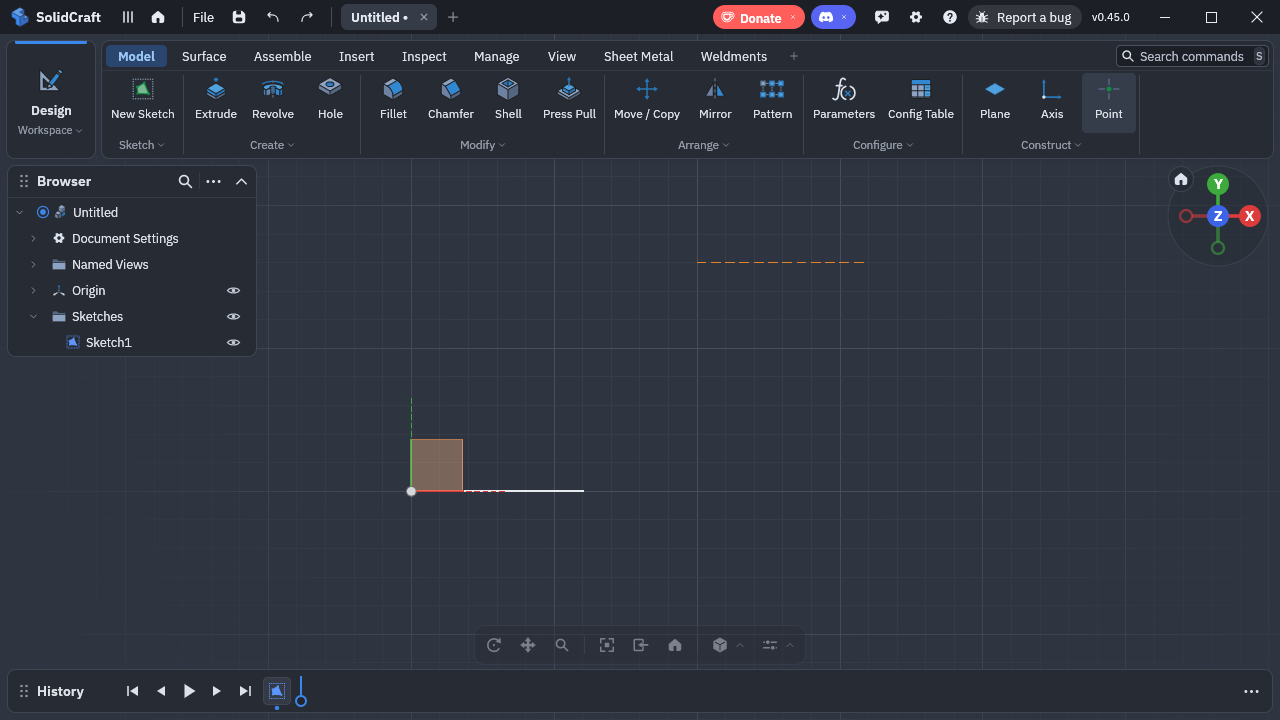 SolidCraft
File
Untitled •
Donate
Report a bug
v0.45.0
Design
Workspace
Model
Surface
Assemble
Insert
Inspect
Manage
View
Sheet Metal
Weldments
Search commands
S
New Sketch
Extrude
Revolve
Hole
Fillet
Chamfer
Shell
Press Pull
Move / Copy
Mirror
Pattern
Parameters
Config Table
Plane
Axis
Point
Sketch
Create
Modify
Arrange
Configure
Construct
Browser
Untitled
Document Settings
Named Views
Origin
Sketches
Sketch1
Y
Z
X
History